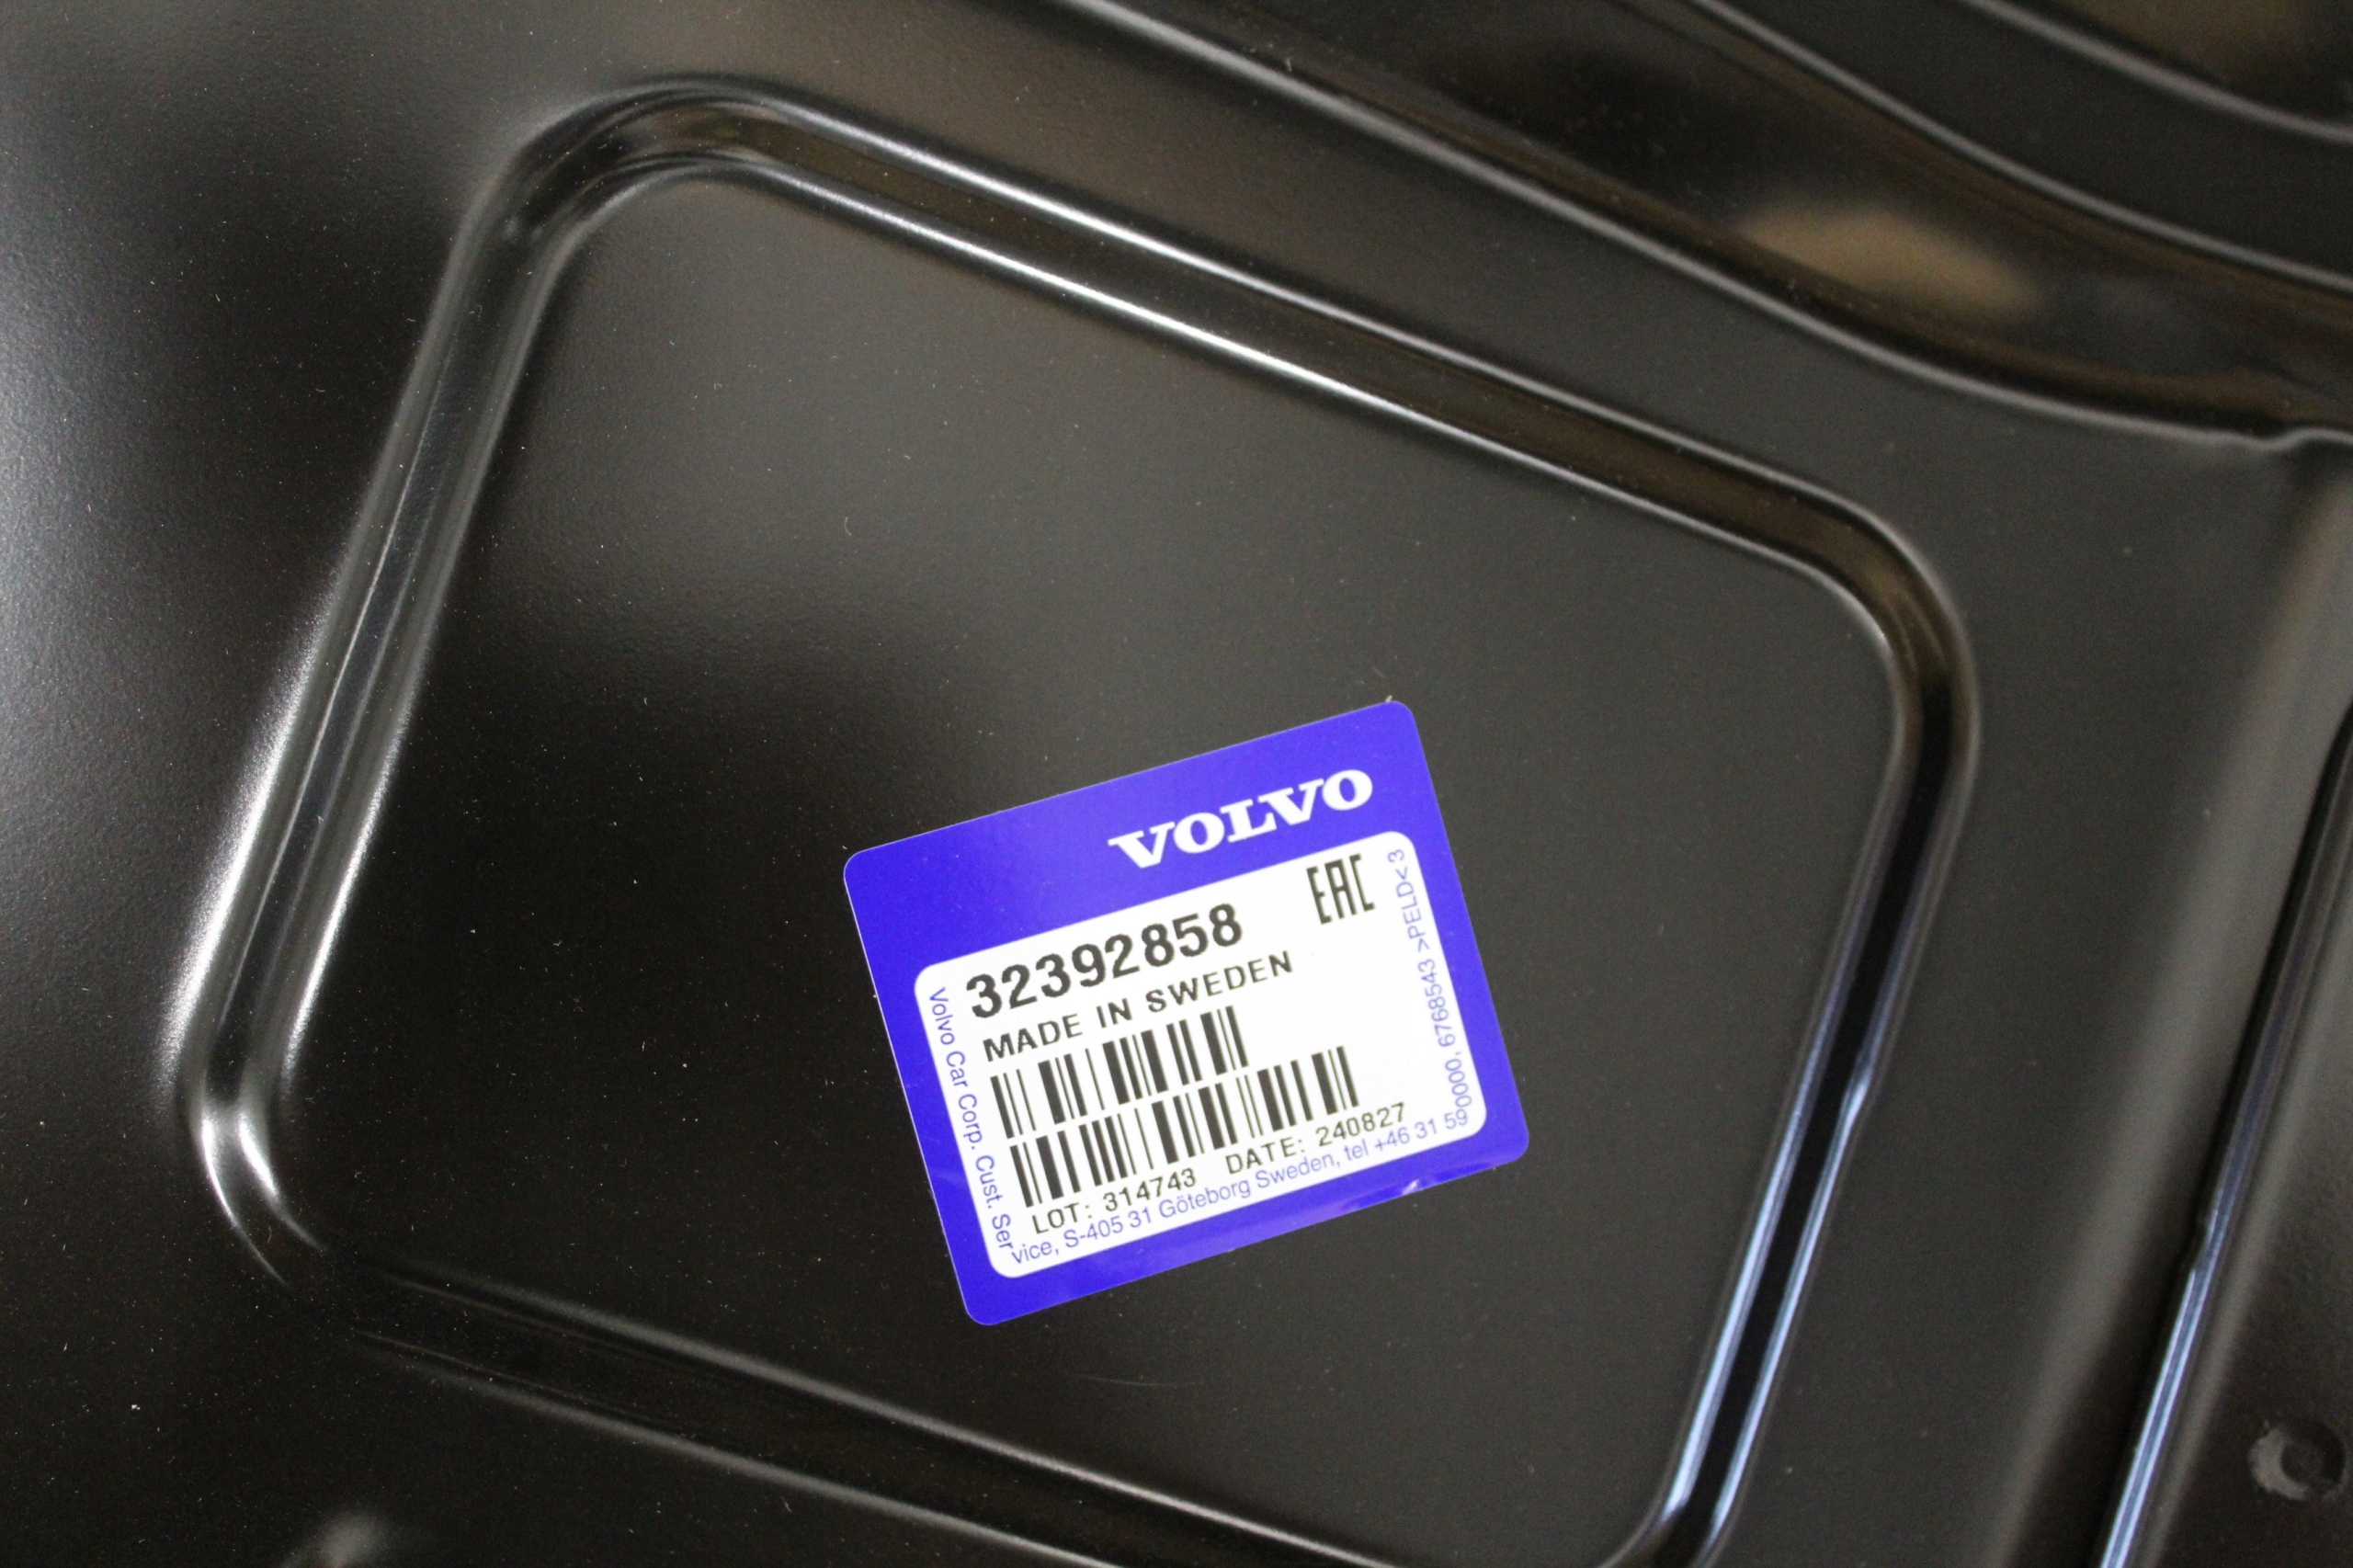 VOLVO
EAC
32392858
MADE IN SWEDEN
LOT: 314743 DATE: 240827
Volvo Car Corp. Cust. Service, S-405 31 Göteborg Sweden, tel +46 31 590000, 6768543 >PELD<3